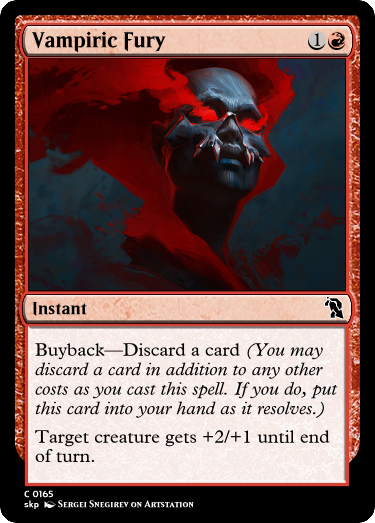 Vampiric Fury 1
Instant
Buyback—Discard a card (You may
discard a card in addition to any other
costs as you cast this spell. If you do, put
this card into your hand as it resolves.)
Target creature gets +2/+1 until end
of turn.
C 0165
skp Sergei Snegirev on Artstation